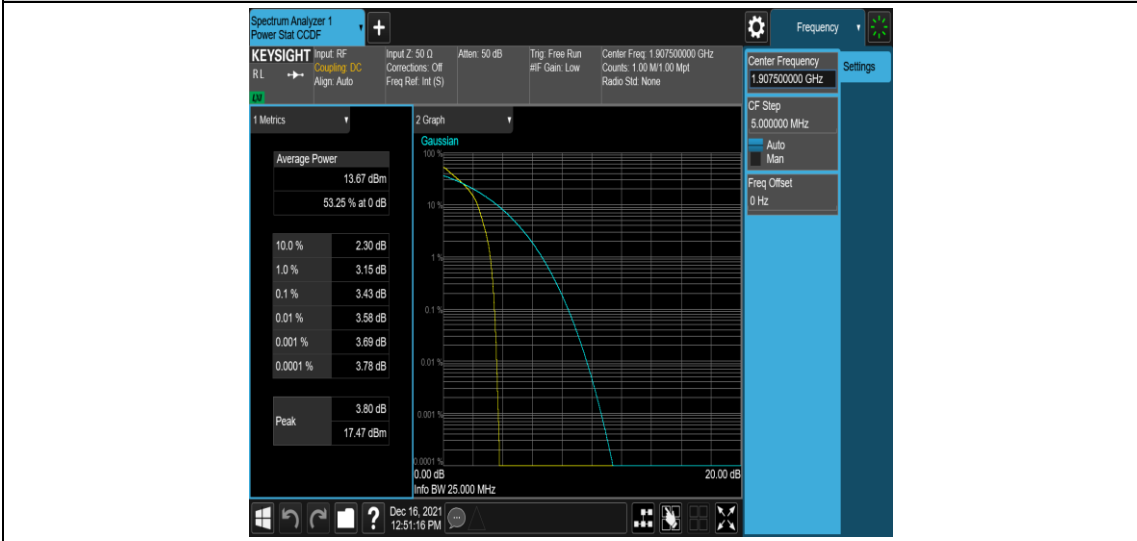 Spectrum Analyzer 1
Power Stat CCDF
Frequency
KEYSIGHT
RL
LM
Input: RF
Coupling: DC
Align: Auto
Input Z: 50 Ω
Corrections: Off
Freq Ref: Int (S)
Atten: 50 dB
Trig: Free Run
#IF Gain: Low
Center Freq: 1.907500000 GHz
Counts: 1.00 M/1.00 Mpt
Radio Std: None
Center Frequency
1.907500000 GHz
Settings
CF Step
5.000000 MHz
Auto
Man
Freq Offset
0 Hz
1 Metrics
Average Power
13.67 dBm
53.25 % at 0 dB
10.0 % 2.30 dB
1.0 % 3.15 dB
0.1 % 3.43 dB
0.01 % 3.58 dB
0.001 % 3.69 dB
0.0001 % 3.78 dB
Peak
3.80 dB
17.47 dBm
2 Graph
Gaussian
100 %
10 %
1 %
0.1 %
0.01 %
0.001 %
0.0001 %
0.00 dB 20.00 dB
Info BW 25.000 MHz
?
Dec 16, 2021
12:51:16 PM